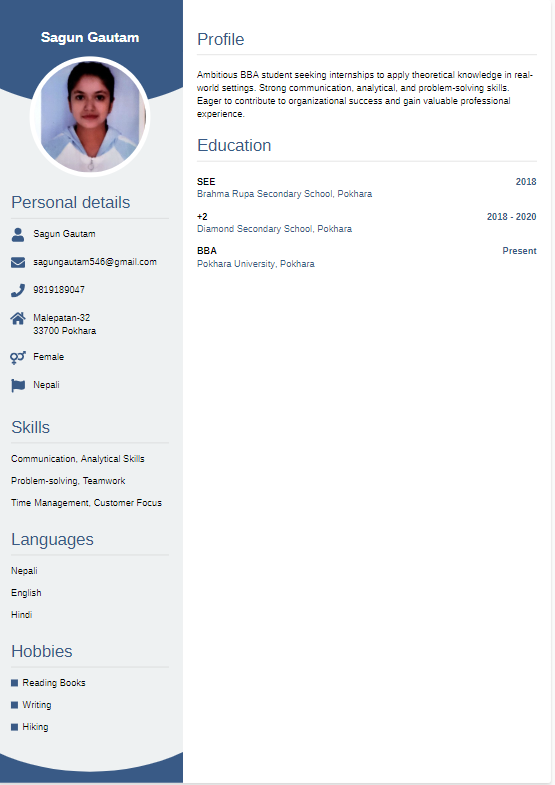 Sagun Gautam
Personal details
Sagun Gautam
sagungautam546@gmail.com
9819189047
Malepatan-32
33700 Pokhara
Female
Nepali
Skills
Communication, Analytical Skills
Problem-solving, Teamwork
Time Management, Customer Focus
Languages
Nepali
English
Hindi
Hobbies
Reading Books
Writing
Hiking
Profile
Ambitious BBA student seeking internships to apply theoretical knowledge in real-
world settings. Strong communication, analytical, and problem-solving skills.
Eager to contribute to organizational success and gain valuable professional
experience.
Education
SEE 2018
Brahma Rupa Secondary School, Pokhara
+2 2018 - 2020
Diamond Secondary School, Pokhara
BBA Present
Pokhara University, Pokhara